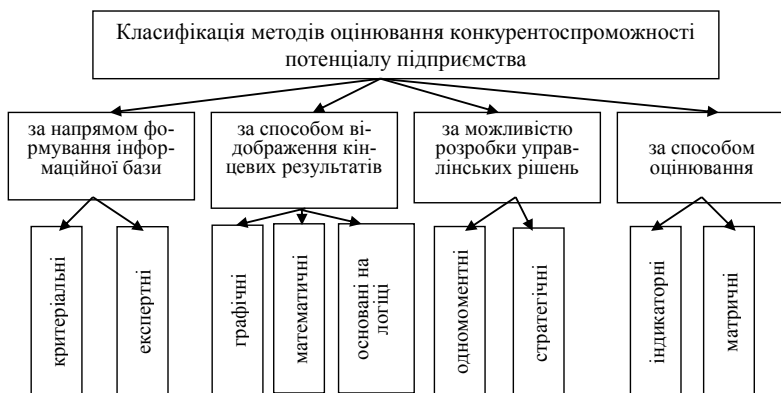 Класифікація методів оцінювання конкурентоспроможності
потенціалу підприємства
за напрямом фо-
рмування інфор-
маційної бази
за способом ві-
дображення кін-
цевих результатів
за можливістю
розробки управ-
лінських рішень
за способом
оцінювання
критеріальні
експертні
графічні
математичні
основані на
логіці
одномоментні
стратегічні
індикаторні
матричні